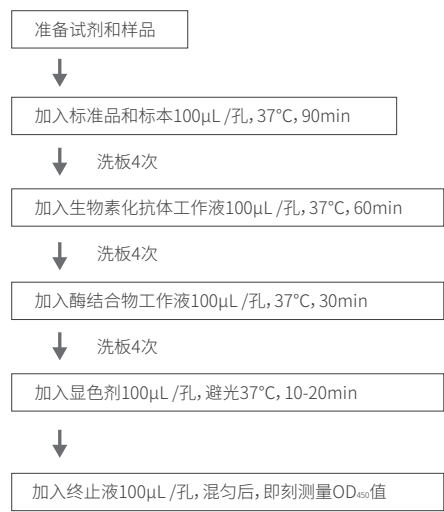 准备试剂和样品
加入标准品和标本100μL /孔，37°C，90min
洗板4次
加入生物素化抗体工作液100μL /孔，37°C，60min
洗板4次
加入酶结合物工作液100μL /孔，37°C，30min
洗板4次
加入显色剂100μL /孔，避光37°C，10-20min
加入终止液100μL /孔，混匀后，即刻测量OD₄₅₀值